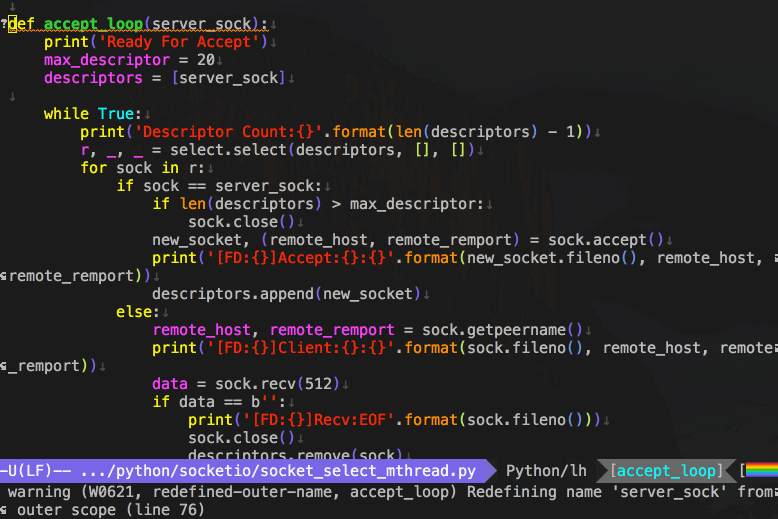 def accept_loop(server_sock):
print('Ready For Accept')
max_descriptor = 20
descriptors = [server_sock]
while True:
print('Descriptor Count:{}'.format(len(descriptors) - 1))
r, _, _ = select.select(descriptors, [], [])
for sock in r:
if sock == server_sock:
if len(descriptors) > max_descriptor:
sock.close()
new_socket, (remote_host, remote_remport) = sock.accept()
print('[FD:{}]Accept:{}:{}'.format(new_socket.fileno(), remote_host,
remote_remport))
descriptors.append(new_socket)
else:
remote_host, remote_remport = sock.getpeername()
print('[FD:{}]Client:{}:{}'.format(sock.fileno(), remote_host, remote
_remport))
data = sock.recv(512)
if data == b'':
print('[FD:{}]Recv:EOF'.format(sock.fileno()))
sock.close()
descriptors.remove(sock)
-U(LF)-- .../python/socketio/socket_select_mthread.py Python/lh [accept_loop] [
warning (W0621, redefined-outer-name, accept_loop) Redefining name 'server_sock' from
outer scope (line 76)